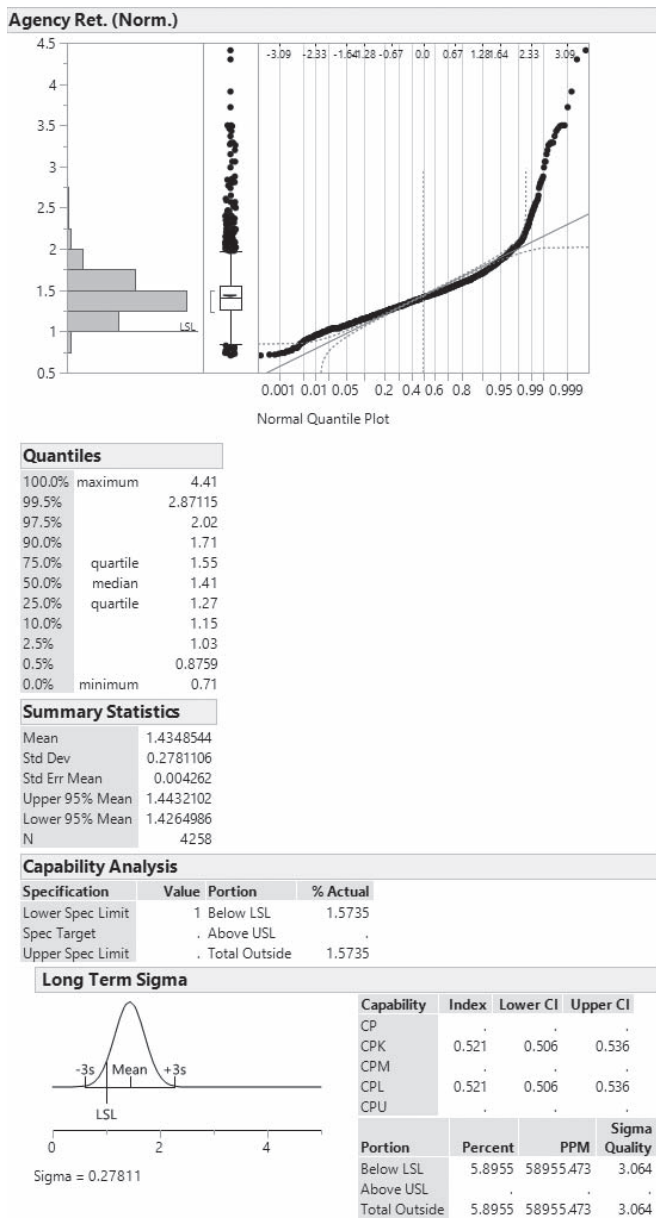 Agency Ret. (Norm.)
4.5
4
3.5
3
2.5
2
1.5
1
0.5
LSL
-3.09 -2.33 -1.64 -1.28 -0.67 0.0 0.67 1.28 1.64 2.33 3.09
0.001 0.01 0.05 0.2 0.4 0.6 0.8 0.95 0.99 0.999
Normal Quantile Plot
Quantiles
100.0% maximum 4.41
99.5% 2.87115
97.5% 2.02
90.0% 1.71
75.0% quartile 1.55
50.0% median 1.41
25.0% quartile 1.27
10.0% 1.15
2.5% 1.03
0.5% 0.8759
0.0% minimum 0.71
Summary Statistics
Mean 1.4348544
Std Dev 0.2781106
Std Err Mean 0.004262
Upper 95% Mean 1.4432102
Lower 95% Mean 1.4264986
N 4258
Capability Analysis
Specification Value Portion % Actual
Lower Spec Limit 1 Below LSL 1.5735
Spec Target . Above USL .
Upper Spec Limit . Total Outside 1.5735
Long Term Sigma
-3s Mean +3s
LSL
0 2 4
Sigma = 0.27811
Capability Index Lower CI Upper CI
CP . . .
CPK 0.521 0.506 0.536
CPM . . .
CPL 0.521 0.506 0.536
CPU . . .
Portion Percent PPM Sigma Quality
Below LSL 5.8955 58955.473 3.064
Above USL . . .
Total Outside 5.8955 58955.473 3.064